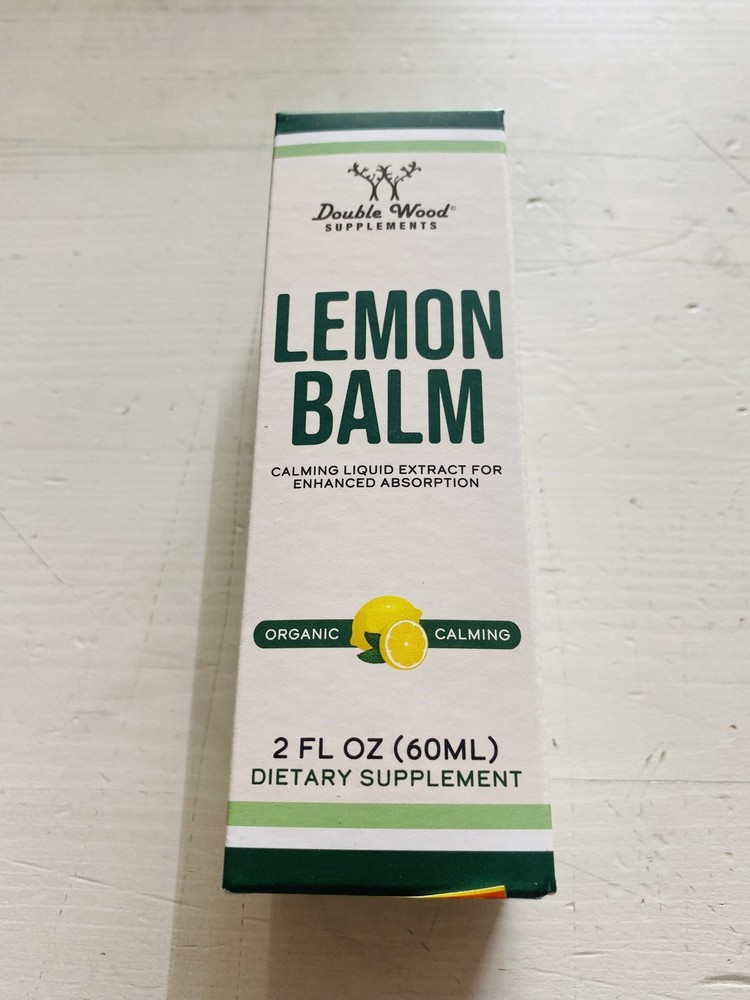 Double Wood®
SUPPLEMENTS
LEMON
BALM
CALMING LIQUID EXTRACT FOR
ENHANCED ABSORPTION
ORGANIC CALMING
2 FL OZ (60ML)
DIETARY SUPPLEMENT